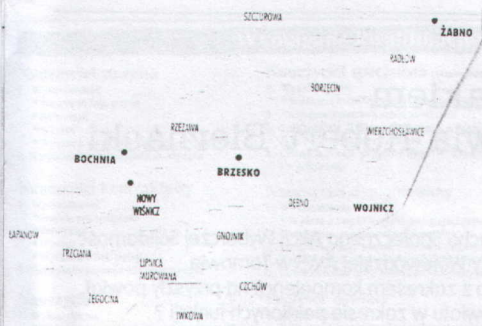 SZCZUROWA
ŻABNO
RADŁÓW
BORZĘCIN
RZEZAWA
WIERZCHOSŁAWICE
BOCHNIA
BRZESKO
NOWY
WIŚNICZ
DĘBNO
WOJNICZ
ŁAPANÓW
GNOJNIK
TRZCIANA
LIPNICA
MUROWANA
ŻEGOCINA
CZCHÓW
IWKOWA